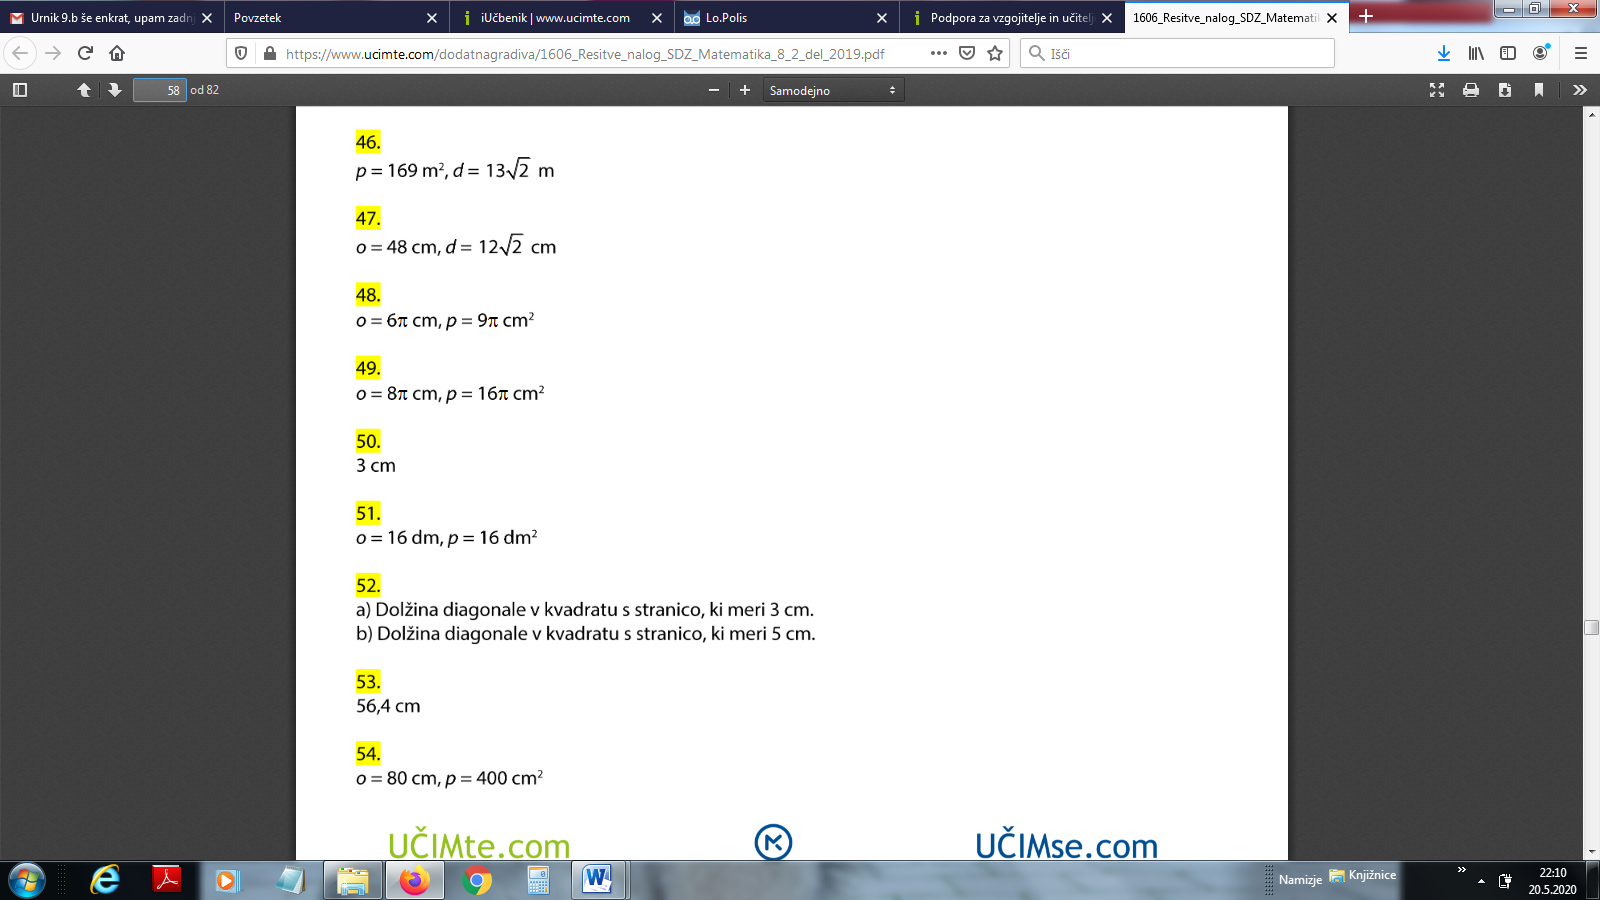 Urnik 9.b še enkrat, upam zadnj
Povzetek
iUčbenik | www.ucimte.com
Lo.Polis
Podpora za vzgojitelje in učitelj
1606_Resitve_nalog_SDZ_Matematik
https://www.ucimte.com/dodatnagradiva/1606_Resitve_nalog_SDZ_Matematika_8_2_del_2019.pdf
Išči
58 od 82
Samodejno
46.
p = 169 m², d = 13√2 m
47.
o = 48 cm, d = 12√2 cm
48.
o = 6π cm, p = 9π cm²
49.
o = 8π cm, p = 16π cm²
50.
3 cm
51.
o = 16 dm, p = 16 dm²
52.
a) Dolžina diagonale v kvadratu s stranico, ki meri 3 cm.
b) Dolžina diagonale v kvadratu s stranico, ki meri 5 cm.
53.
56,4 cm
54.
o = 80 cm, p = 400 cm²
UČIMte.com
UČIMse.com
Namizje
Knjižnice
22:10
20.5.2020